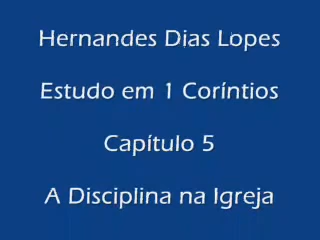 Hernandes Dias Lopes
Estudo em 1 Coríntios
Capítulo 5
A Disciplina na Igreja